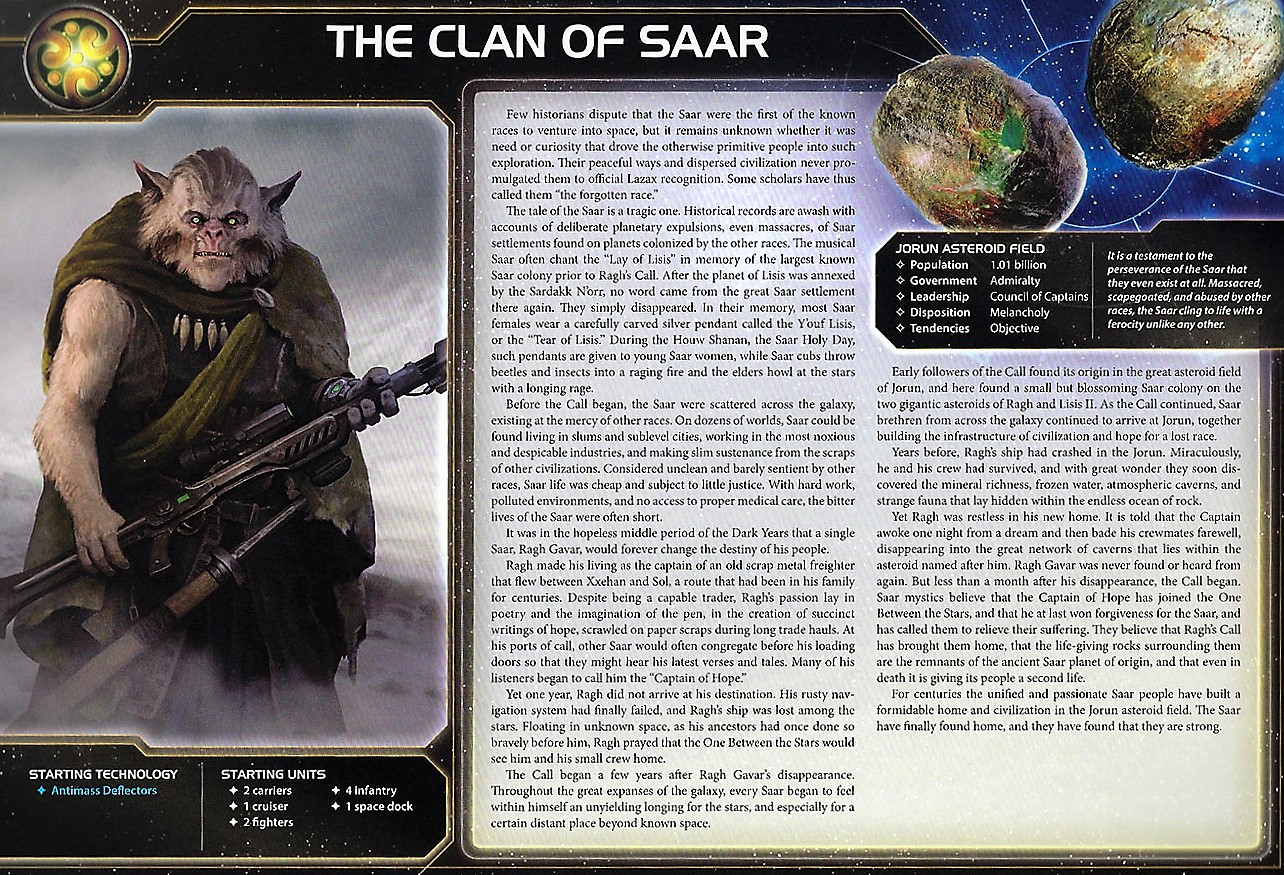 THE CLAN OF SAAR
Few historians dispute that the Saar were the first of the known
races to venture into space, but it remains unknown whether it was
need or curiosity that drove the otherwise primitive people into such
exploration. Their peaceful ways and dispersed civilization never pro-
mulgated them to official Lazax recognition. Some scholars have thus
called them “the forgotten race.”
The tale of the Saar is a tragic one. Historical records are awash with
accounts of deliberate planetary expulsions, even massacres, of Saar
settlements found on planets colonized by the other races. The musical
Saar often chant the “Lay of Lisis” in memory of the largest known
Saar colony prior to Ragh’s Call. After the planet of Lisis was annexed
by the Sardakk N’orr, no word came from the great Saar settlement
there again. They simply disappeared. In their memory, most Saar
females wear a carefully carved silver pendant called the Y’ouf Lisis,
or the “Tear of Lisis.” During the Houw Shanan, the Saar Holy Day,
such pendants are given to young Saar women, while Saar cubs throw
beetles and insects into a raging fire and the elders howl at the stars
with a longing rage.
Before the Call began, the Saar were scattered across the galaxy,
existing at the mercy of other races. On dozens of worlds, Saar could be
found living in slums and sublevel cities, working in the most noxious
and despicable industries, and making slim sustenance from the scraps
of other civilizations. Considered unclean and barely sentient by other
races, Saar life was cheap and subject to little justice. With hard work,
polluted environments, and no access to proper medical care, the bitter
lives of the Saar were often short.
It was in the hopeless middle period of the Dark Years that a single
Saar, Ragh Gavar, would forever change the destiny of his people.
Ragh made his living as the captain of an old scrap metal freighter
that flew between Xxehan and Sol, a route that had been in his family
for centuries. Despite being a capable trader, Ragh’s passion lay in
poetry and the imagination of the pen, in the creation of succinct
writings of hope, scrawled on paper scraps during long trade hauls. At
his ports of call, other Saar would often congregate before his loading
doors so that they might hear his latest verses and tales. Many of his
listeners began to call him the “Captain of Hope.”
Yet one year, Ragh did not arrive at his destination. His rusty nav-
igation system had finally failed, and Ragh’s ship was lost among the
stars. Floating in unknown space, as his ancestors had once done so
bravely before him, Ragh prayed that the One Between the Stars would
see him and his small crew home.
The Call began a few years after Ragh Gavar’s disappearance.
Throughout the great expanses of the galaxy, every Saar began to feel
within himself an unyielding longing for the stars, and especially for a
certain distant place beyond known space.
JORUN ASTEROID FIELD
Population 1.01 billion
Government Admiralty
Leadership Council of Captains
Disposition Melancholy
Tendencies Objective
It is a testament to the
perseverance of the Saar that
they even exist at all. Massacred,
scapegoated, and abused by other
races, the Saar cling to life with a
ferocity unlike any other.
Early followers of the Call found its origin in the great asteroid field
of Jorun, and here found a small but blossoming Saar colony on the
two gigantic asteroids of Ragh and Lisis II. As the Call continued, Saar
brethren from across the galaxy continued to arrive at Jorun, together
building the infrastructure of civilization and hope for a lost race.
Years before, Ragh’s ship had crashed in the Jorun. Miraculously,
he and his crew had survived, and with great wonder they soon dis-
covered the mineral richness, frozen water, atmospheric caverns, and
strange fauna that lay hidden within the endless ocean of rock.
Yet Ragh was restless in his new home. It is told that the Captain
awoke one night from a dream and then bade his crewmates farewell,
disappearing into the great network of caverns that lies within the
asteroid named after him. Ragh Gavar was never found or heard from
again. But less than a month after his disappearance, the Call began.
Saar mystics believe that the Captain of Hope has joined the One
Between the Stars, and that he at last won forgiveness for the Saar, and
has called them to relieve their suffering. They believe that Ragh’s Call
has brought them home, that the life-giving rocks surrounding them
are the remnants of the ancient Saar planet of origin, and that even in
death it is giving its people a second life.
For centuries the unified and passionate Saar people have built a
formidable home and civilization in the Jorun asteroid field. The Saar
have finally found home, and they have found that they are strong.
STARTING TECHNOLOGY
Antimass Deflectors
STARTING UNITS
2 carriers
1 cruiser
2 fighters
4 infantry
1 space dock